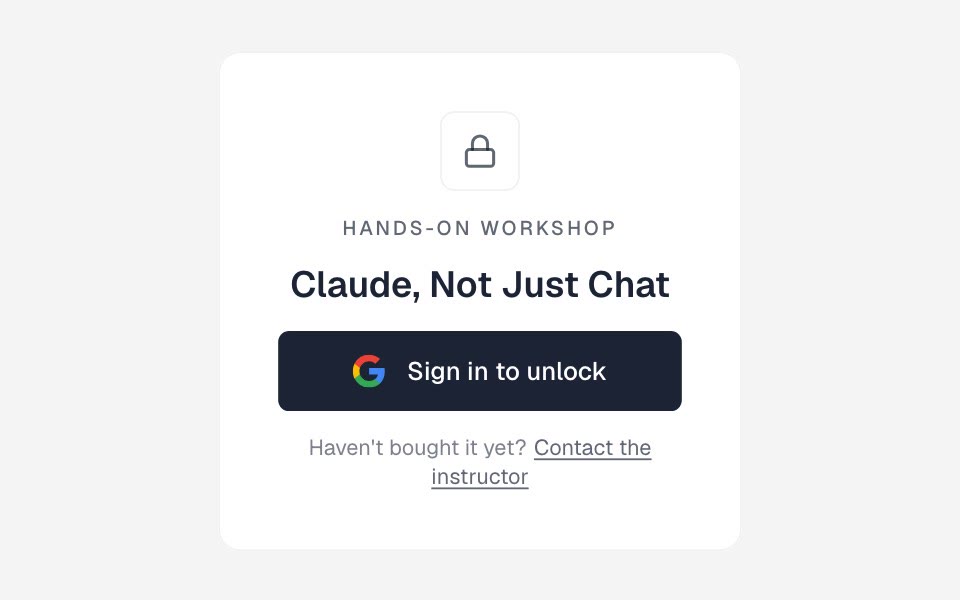 HANDS-ON WORKSHOP
Claude, Not Just Chat
Sign in to unlock
Haven't bought it yet? Contact the
instructor